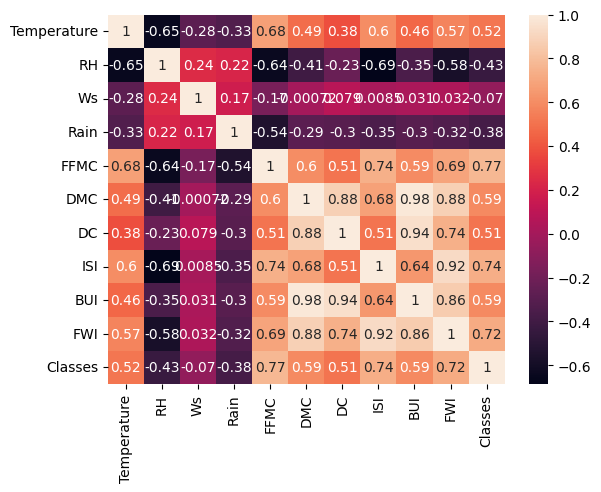 Temperature 1 -0.65 -0.28 -0.33 0.68 0.49 0.38 0.6 0.46 0.57 0.52
RH -0.65 1 0.24 0.22 -0.64 -0.41 -0.23 -0.69 -0.35 -0.58 -0.43
Ws -0.28 0.24 1 0.17 -0.17 -0.00072 0.079 0.0085 0.031 0.032 -0.07
Rain -0.33 0.22 0.17 1 -0.54 -0.29 -0.3 -0.35 -0.3 -0.32 -0.38
FFMC 0.68 -0.64 -0.17 -0.54 1 0.6 0.51 0.74 0.59 0.69 0.77
DMC 0.49 -0.41 -0.00072 -0.29 0.6 1 0.88 0.68 0.98 0.88 0.59
DC 0.38 -0.23 0.079 -0.3 0.51 0.88 1 0.51 0.94 0.74 0.51
ISI 0.6 -0.69 0.0085 -0.35 0.74 0.68 0.51 1 0.64 0.92 0.74
BUI 0.46 -0.35 0.031 -0.3 0.59 0.98 0.94 0.64 1 0.86 0.59
FWI 0.57 -0.58 0.032 -0.32 0.69 0.88 0.74 0.92 0.86 1 0.72
Classes 0.52 -0.43 -0.07 -0.38 0.77 0.59 0.51 0.74 0.59 0.72 1
Temperature RH Ws Rain FFMC DMC DC ISI BUI FWI Classes
1.0
0.8
0.6
0.4
0.2
0.0
-0.2
-0.4
-0.6